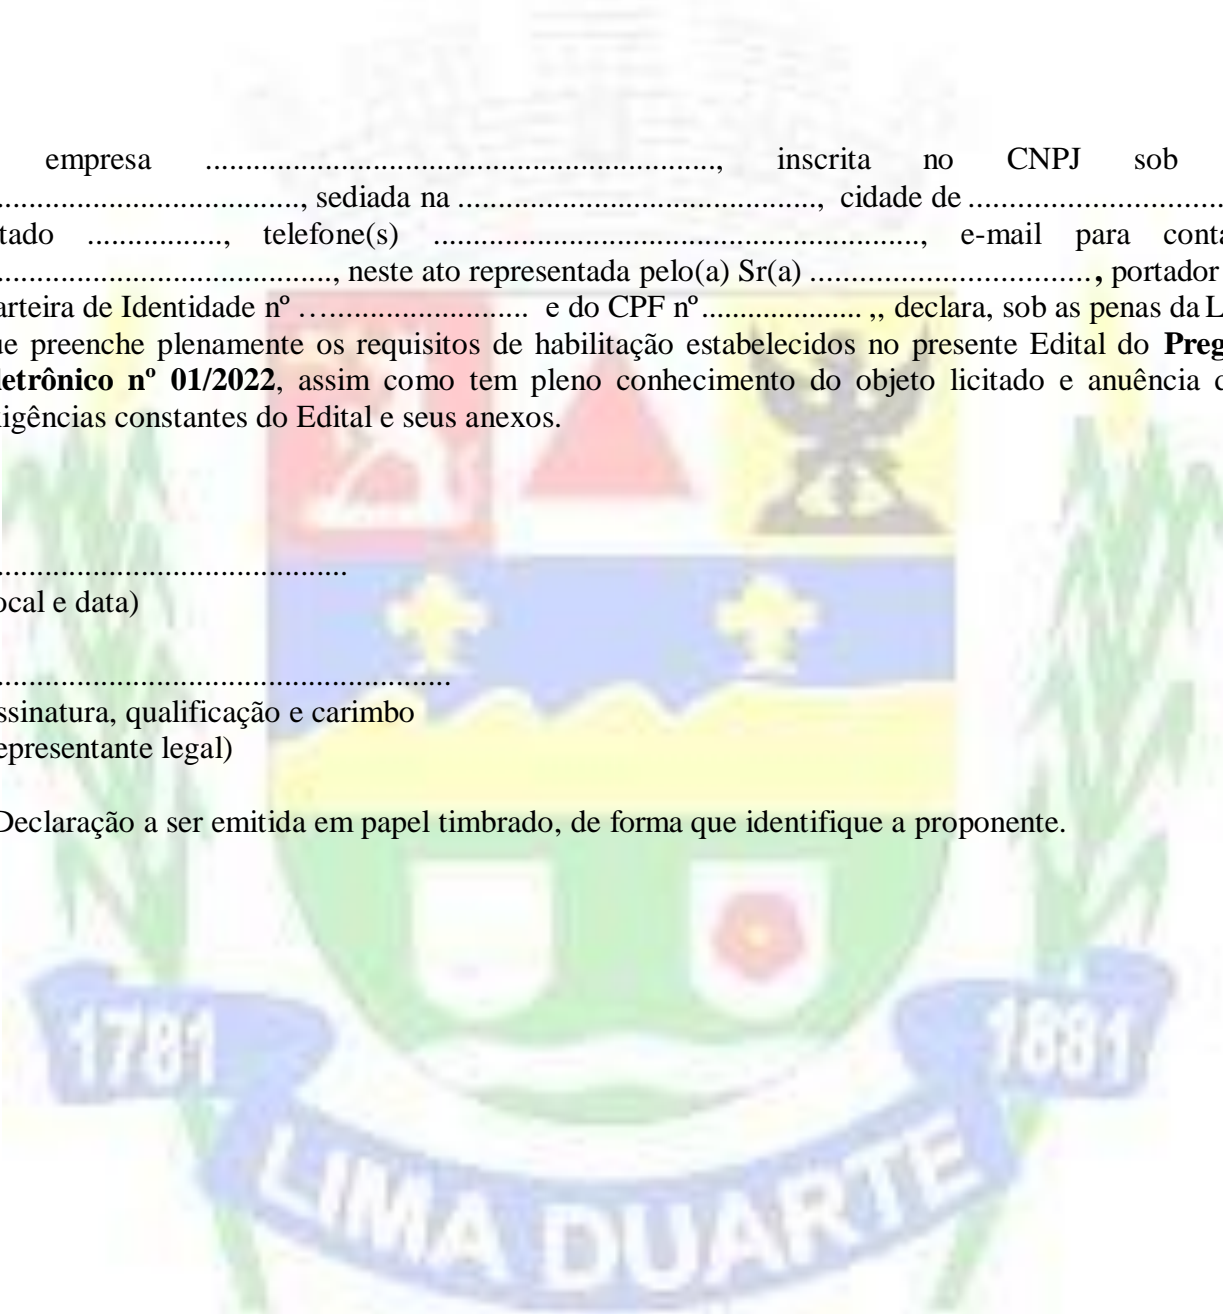 empresa ..............................................................., inscrita no CNPJ sob
....................................., sediada na ............................................, cidade de ................................
tado ................., telefone(s) ............................................................, e-mail para conta
........................................., neste ato representada pelo(a) Sr(a) ..................................., portador
arteira de Identidade nº …......................... e do CPF nº.................... ,, declara, sob as penas da L
ue preenche plenamente os requisitos de habilitação estabelecidos no presente Edital do Preg
letrônico nº 01/2022, assim como tem pleno conhecimento do objeto licitado e anuência d
igências constantes do Edital e seus anexos.
............................................
ocal e data)
.........................................................
ssinatura, qualificação e carimbo
epresentante legal)
Declaração a ser emitida em papel timbrado, de forma que identifique a proponente.
1781
1881
LIMA DUARTE